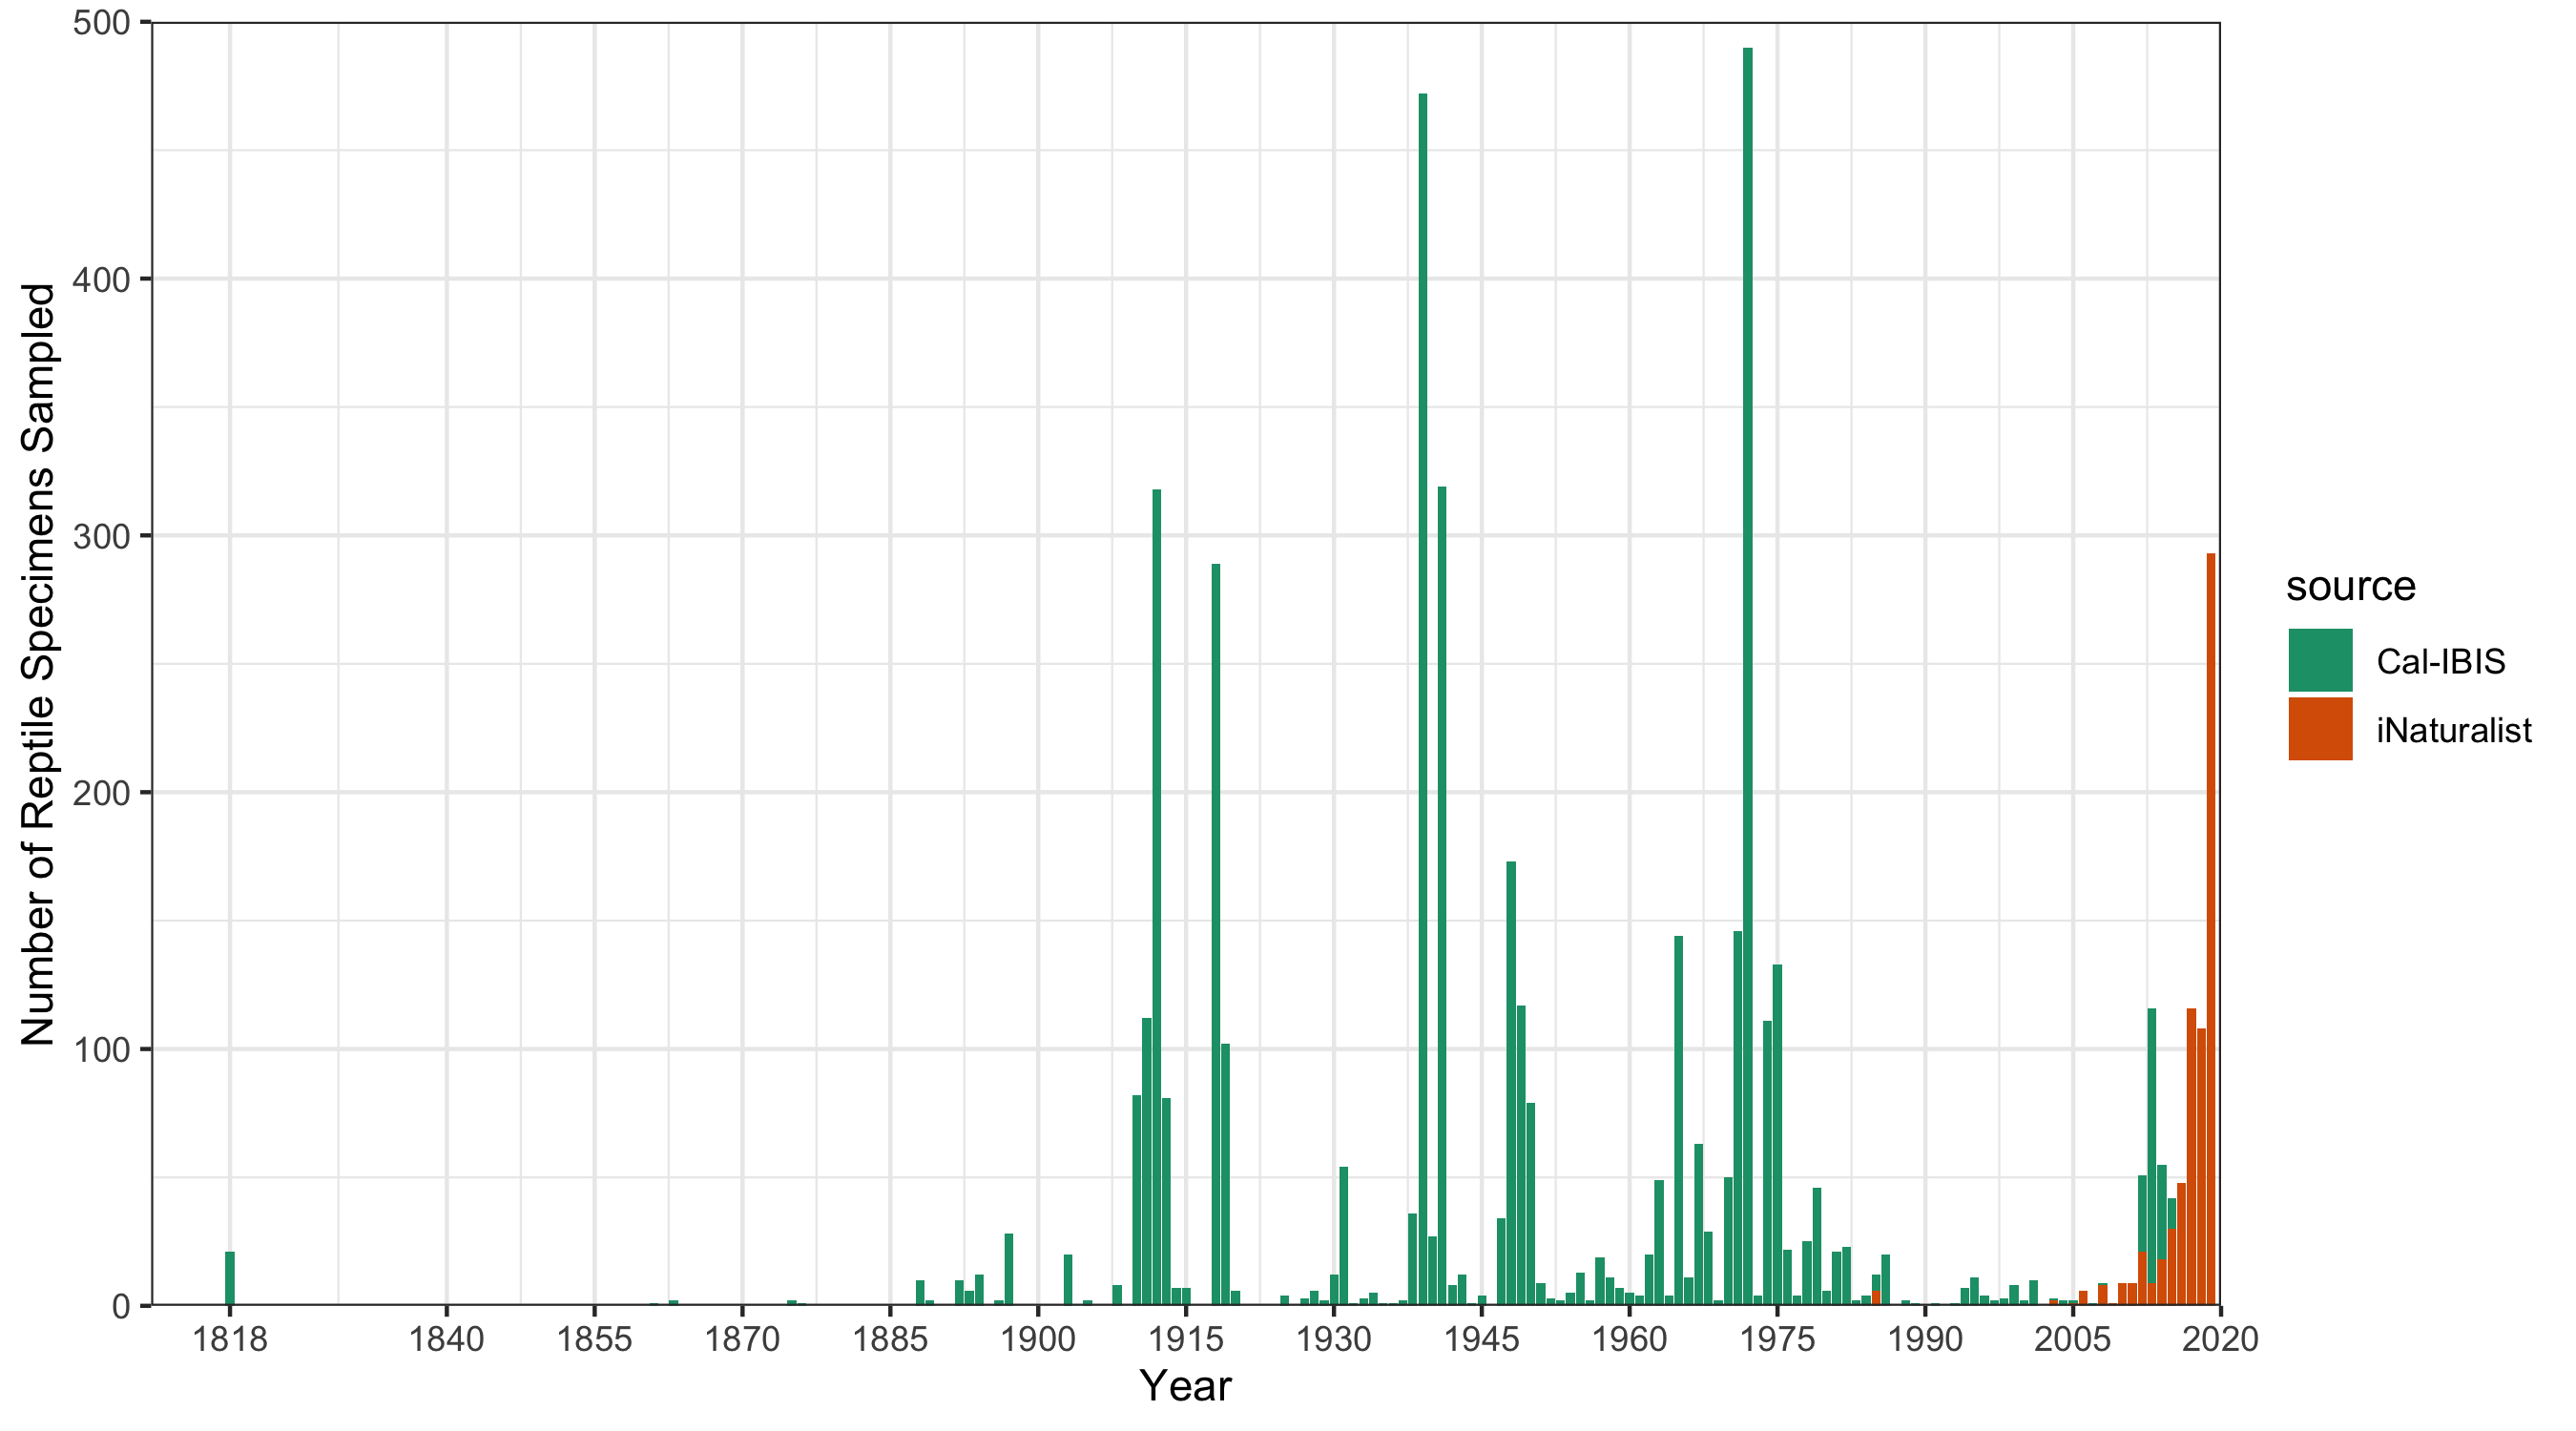 500
400
300
200
100
0
Number of Reptile Specimens Sampled
1818 1840 1855 1870 1885 1900 1915 1930 1945 1960 1975 1990 2005 2020
Year
source
Cal-IBIS
iNaturalist